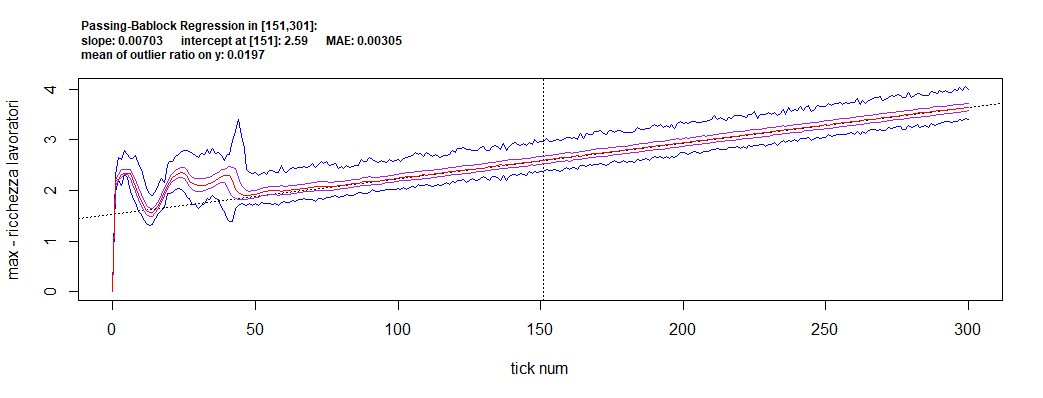 Passing-Bablock Regression in [151,301]:
slope: 0.00703 intercept at [151]: 2.59 MAE: 0.00305
mean of outlier ratio on y: 0.0197
max - ricchezza lavoratori
4
3
2
1
0
0 50 100 150 200 250 300
tick num